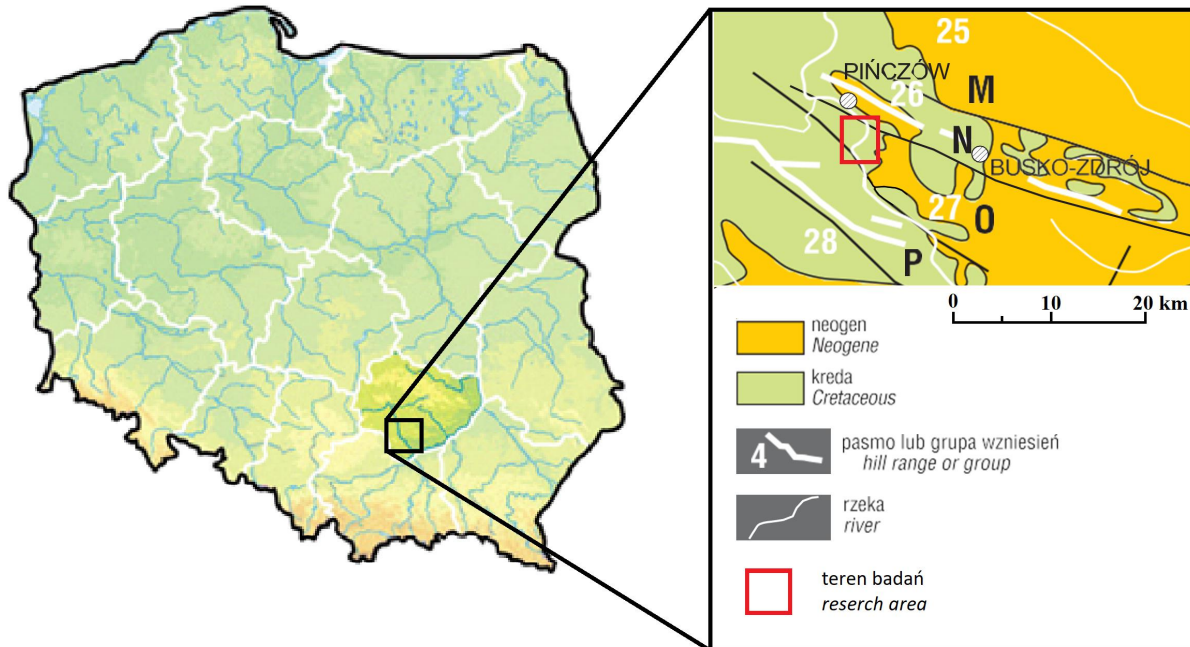 25
PIŃCZÓW
26
M
N
BUSKO-ZDRÓJ
27
O
28
P
0 10 20 km
neogen
Neogene
kreda
Cretaceous
4
pasmo lub grupa wzniesień
hill range or group
rzeka
river
teren badań
reserch area